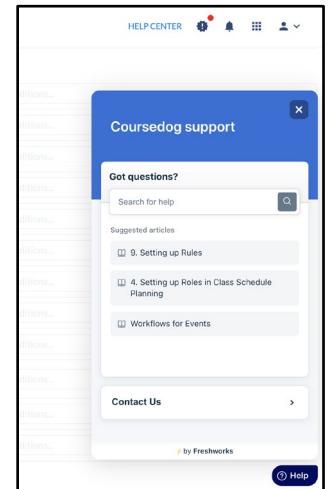 HELP CENTER
Coursedog support
Got questions?
Search for help
Suggested articles
9. Setting up Rules
4. Setting up Roles in Class Schedule
Planning
Workflows for Events
Contact Us
by Freshworks
Help